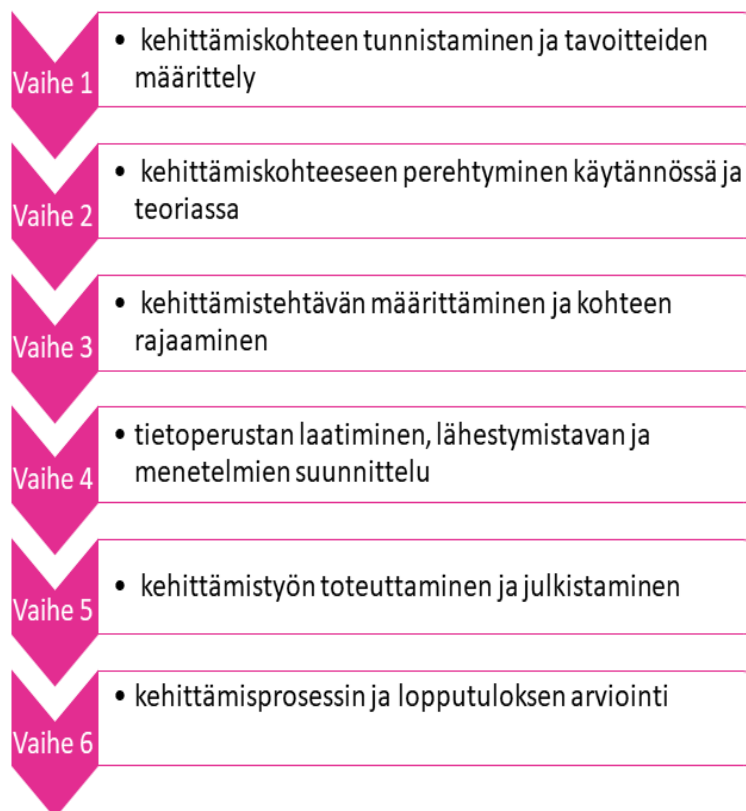 Vaihe 1
• kehittämiskohteen tunnistaminen ja tavoitteiden
määrittely
Vaihe 2
• kehittämiskohteeseen perehtyminen käytännössä ja
teoriassa
Vaihe 3
• kehittämistehtävän määrittäminen ja kohteen
rajaaminen
Vaihe 4
• tietoperustan laatiminen, lähestymistavan ja
menetelmien suunnittelu
Vaihe 5
• kehittämistyön toteuttaminen ja julkistaminen
Vaihe 6
• kehittämisprosessin ja lopputuloksen arviointi